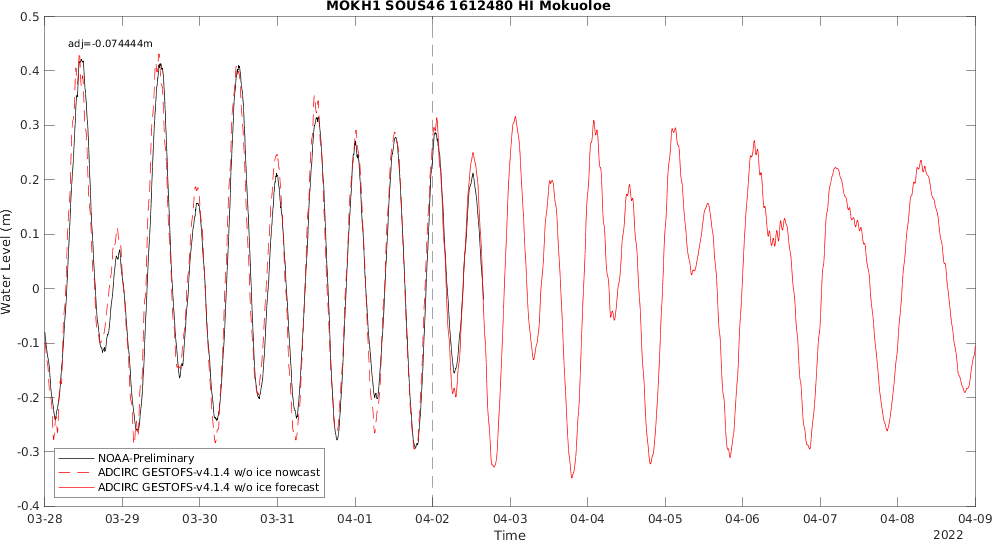 MOKH1 SOUS46 1612480 HI Mokuoloe
adj=-0.074444m
Water Level (m)
0.5
0.4
0.3
0.2
0.1
0
-0.1
-0.2
-0.3
-0.4
NOAA-Preliminary
ADCIRC GESTOFS-v4.1.4 w/o ice nowcast
ADCIRC GESTOFS-v4.1.4 w/o ice forecast
03-28 03-29 03-30 03-31 04-01 04-02 04-03 04-04 04-05 04-06 04-07 04-08 04-09
Time
2022